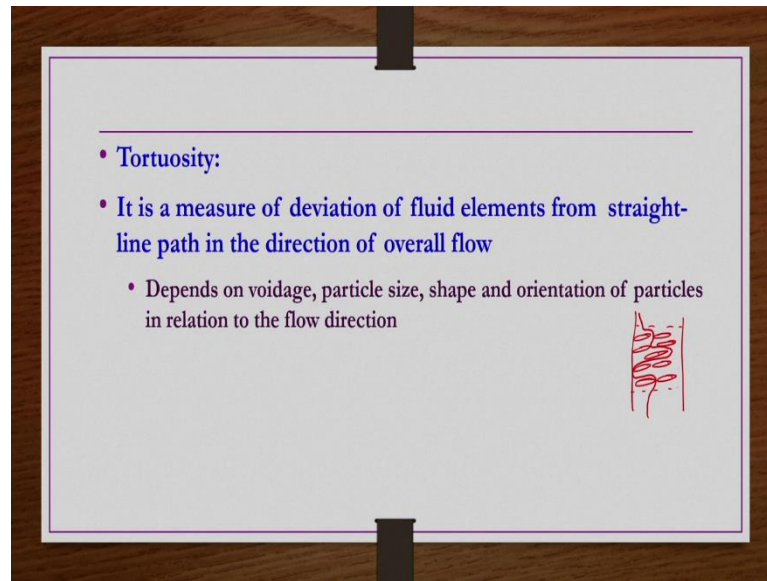 • Tortuosity:
• It is a measure of deviation of fluid elements from straight-
line path in the direction of overall flow
• Depends on voidage, particle size, shape and orientation of particles
in relation to the flow direction